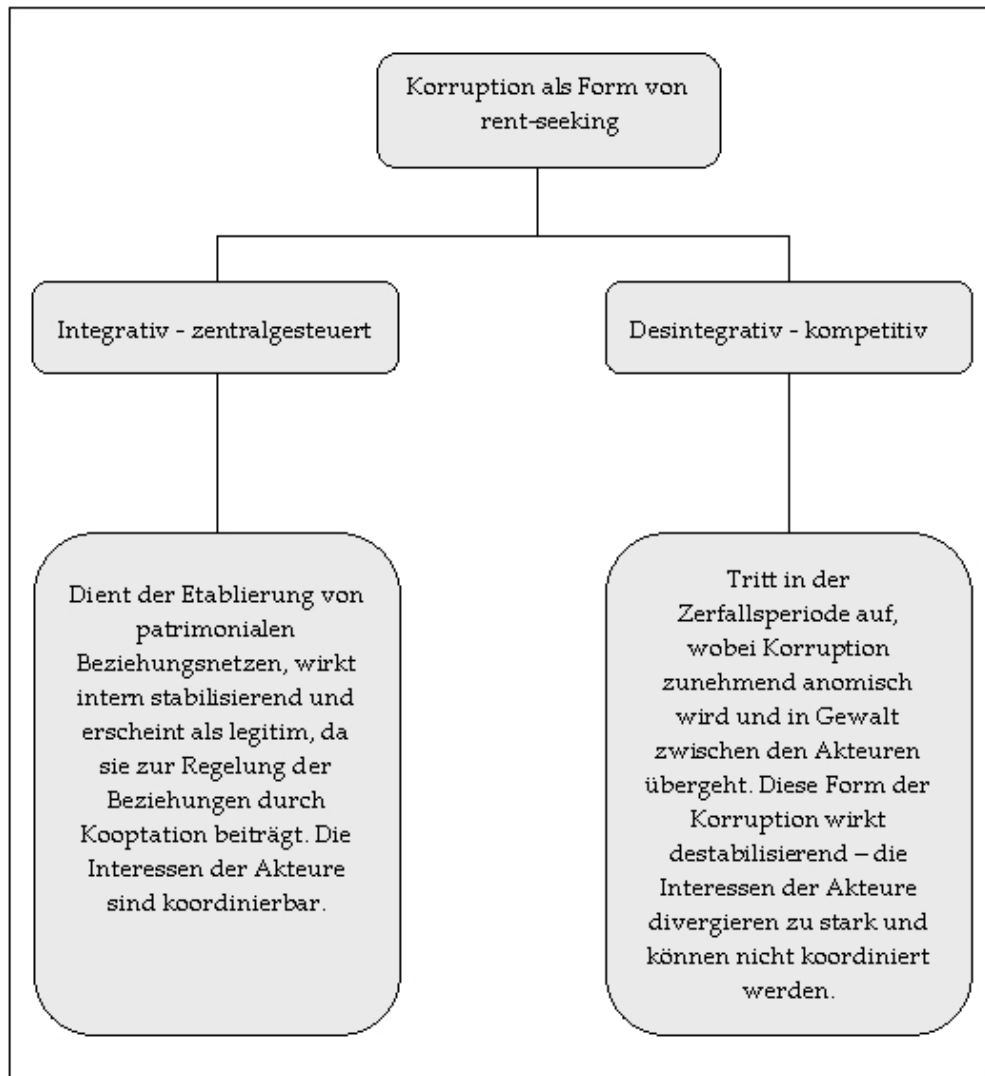 Korruption als Form von
rent-seeking
Integrativ - zentralgesteuert
Desintegrativ - kompetitiv
Dient der Etablierung von
patrimonialen
Beziehungsnetzen, wirkt
intern stabilisierend und
erscheint als legitim, da
sie zur Regelung der
Beziehungen durch
Kooptation beiträgt. Die
Interessen der Akteure
sind koordinierbar.
Tritt in der
Zerfallsperiode auf,
wobei Korruption
zunehmend anomisch
wird und in Gewalt
zwischen den Akteuren
übergeht. Diese Form der
Korruption wirkt
destabilisierend – die
Interessen der Akteure
divergieren zu stark und
können nicht koordiniert
werden.